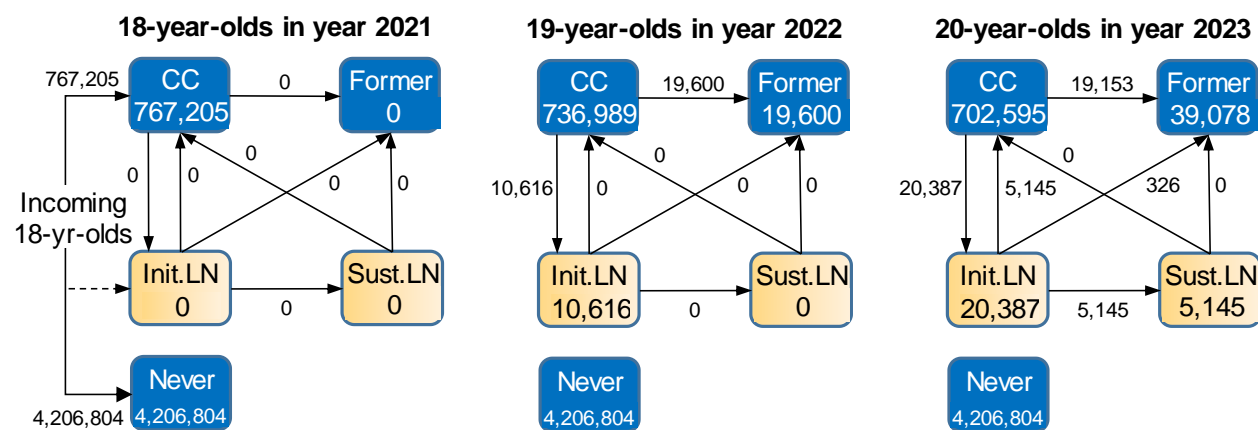 18-year-olds in year 2021
767,205
CC
767,205
0
Former
0
0
0
0
0
0
Incoming
18-yr-olds
Init.LN
0
0
Sust.LN
0
Never
4,206,804
4,206,804
19-year-olds in year 2022
CC
736,989
19,600
Former
19,600
0
10,616
0
0
0
Init.LN
10,616
0
Sust.LN
0
Never
4,206,804
20-year-olds in year 2023
CC
702,595
19,153
Former
39,078
0
20,387
5,145
326
0
Init.LN
20,387
5,145
Sust.LN
5,145
Never
4,206,804